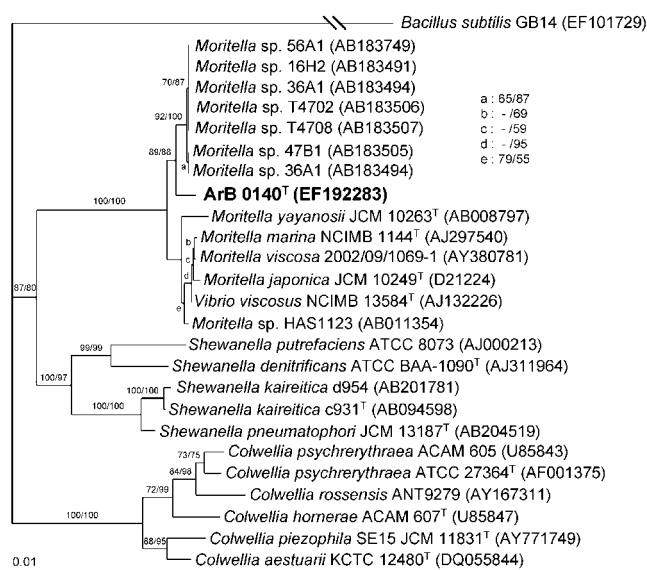 Bacillus subtilis GB14 (EF101729)
Moritella sp. 56A1 (AB183749)
Moritella sp. 16H2 (AB183491)
70/87
Moritella sp. 36A1 (AB183494)
a : 65/87
Moritella sp. T4702 (AB183506)
b : - /69
92/100
Moritella sp. T4708 (AB183507)
c : - /59
d : - /95
89/88
Moritella sp. 47B1 (AB183505)
a
e : 79/55
Moritella sp. 36A1 (AB183494)
ArB 0140ᵀ (EF192283)
100/100
Moritella yayanosii JCM 10263ᵀ (AB008797)
b
Moritella marina NCIMB 1144ᵀ (AJ297540)
c
Moritella viscosa 2002/09/1069-1 (AY380781)
d
Moritella japonica JCM 10249ᵀ (D21224)
87/80
Vibrio viscosus NCIMB 13584ᵀ (AJ132226)
e
Moritella sp. HAS1123 (AB011354)
99/99
Shewanella putrefaciens ATCC 8073 (AJ000213)
Shewanella denitrificans ATCC BAA-1090ᵀ (AJ311964)
100/97
100/100
Shewanella kaireitica d954 (AB201781)
100/100
Shewanella kaireitica c931ᵀ (AB094598)
Shewanella pneumatophori JCM 13187ᵀ (AB204519)
73/75
Colwellia psychrerythraea ACAM 605 (U85843)
84/98
Colwellia psychrerythraea ATCC 27364ᵀ (AF001375)
72/99
Colwellia rossensis ANT9279 (AY167311)
100/100
Colwellia hornerae ACAM 607ᵀ (U85847)
88/95
Colwellia piezophila SE15 JCM 11831ᵀ (AY771749)
0.01
Colwellia aestuarii KCTC 12480ᵀ (DQ055844)